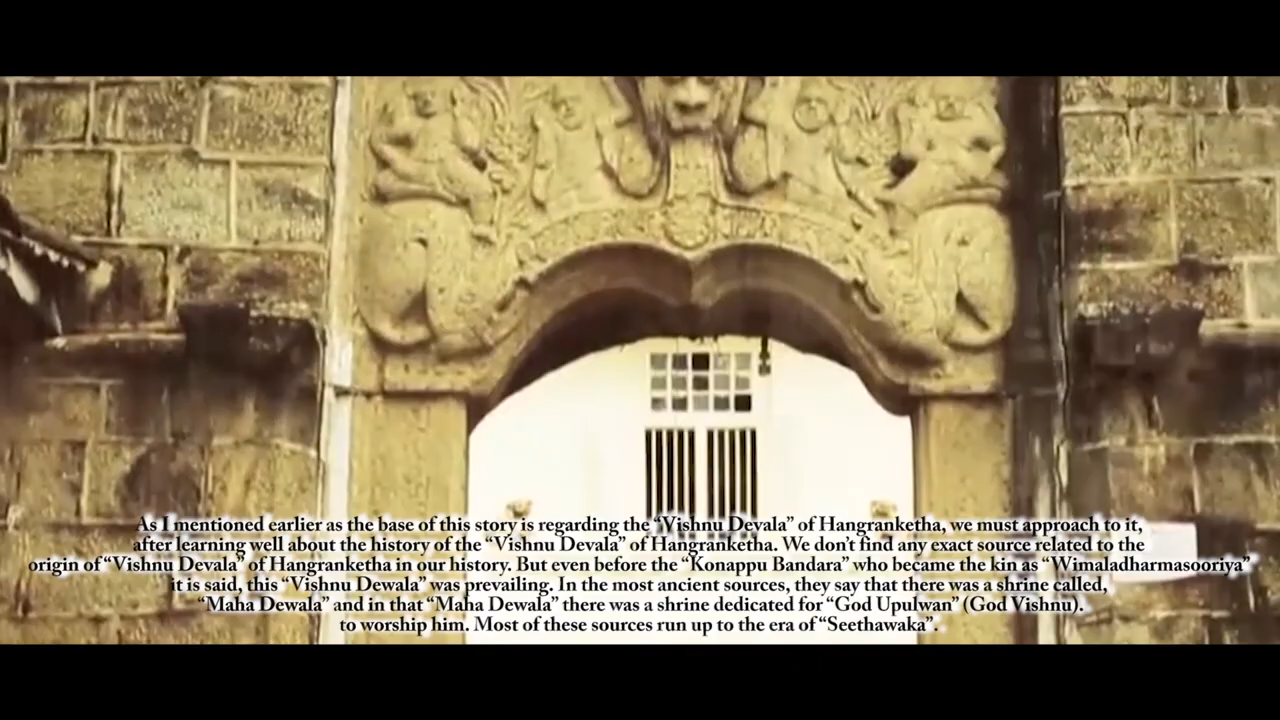 As I mentioned earlier as the base of this story is regarding the “Vishnu Devala” of Hangranketha, we must approach to it,
after learning well about the history of the “Vishnu Devala” of Hangranketha. We don’t find any exact source related to the
origin of “Vishnu Devala” of Hangranketha in our history. But even before the “Konappu Bandara” who became the kin as “Wimaladharmasooriya”
it is said, this “Vishnu Dewala” was prevailing. In the most ancient sources, they say that there was a shrine called,
“Maha Dewala” and in that “Maha Dewala” there was a shrine dedicated for “God Upulwan” (God Vishnu).
to worship him. Most of these sources run up to the era of “Seethawaka”.